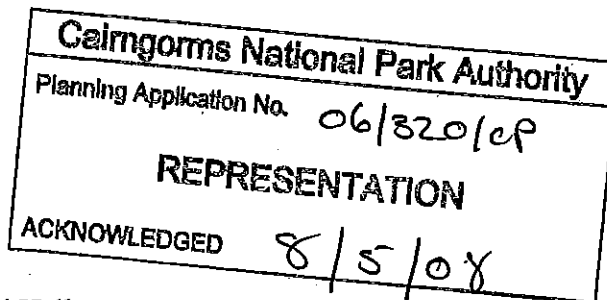 Cairngorms National Park Authority
Planning Application No. 06/320/CP
REPRESENTATION
ACKNOWLEDGED 8/5/08